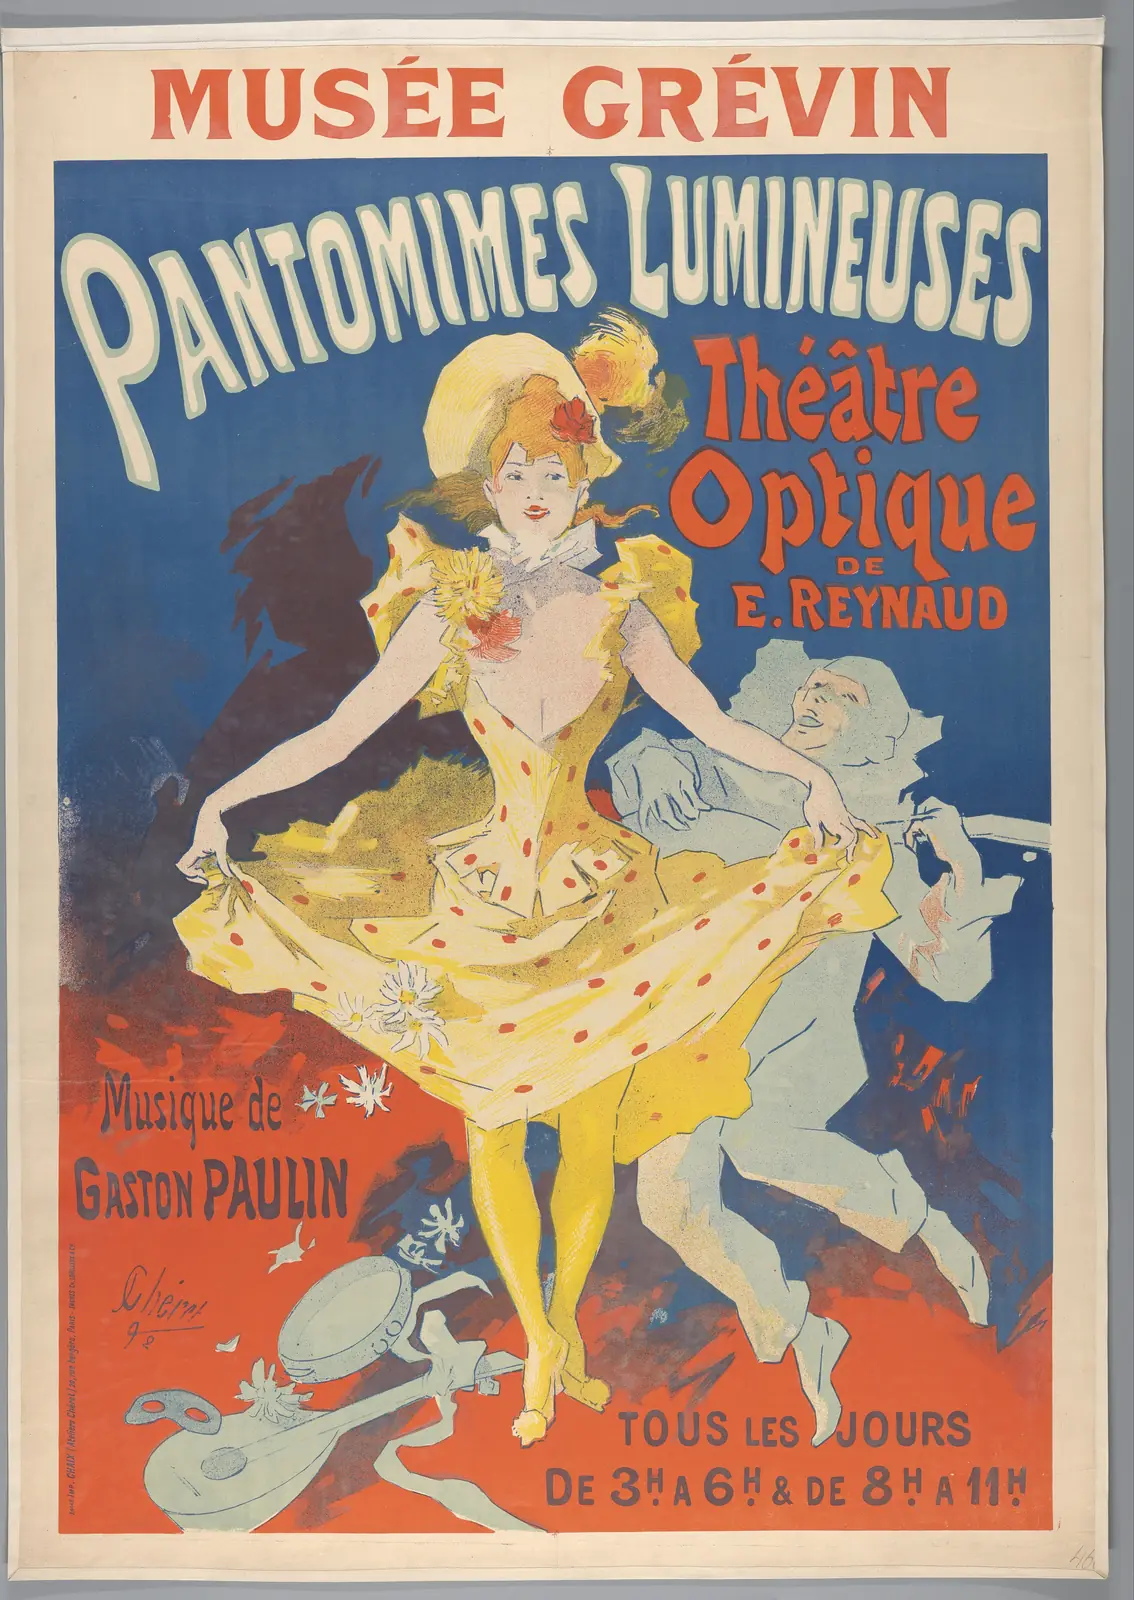 MUSÉE GRÉVIN
PANTOMIMES LUMINEUSES
Théâtre
Optique
DE
E. REYNAUD
Musique de
GASTON PAULIN
Chéret
TOUS LES JOURS
DE 3H A 6H & DE 8H A 11H